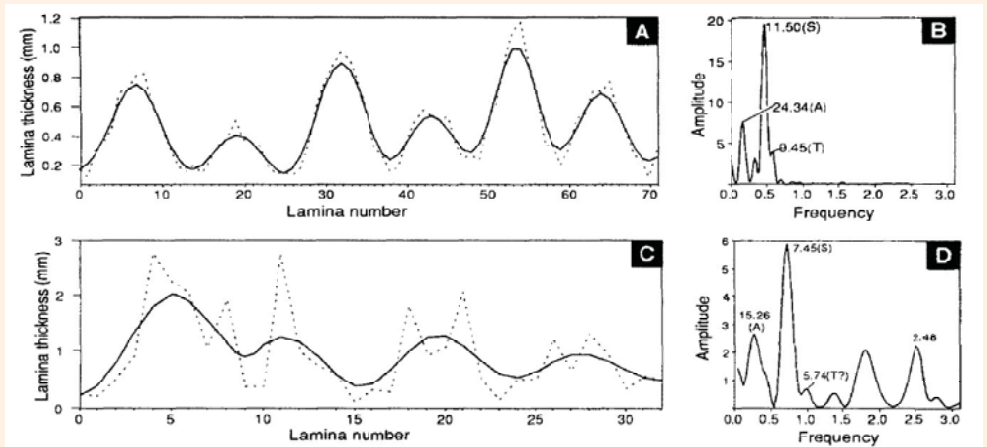 Lamina thickness (mm)
1.2
1.0
0.8
0.6
0.4
0.2
A
0 10 20 30 40 50 60 70
Lamina number
B
Amplitude
20
15
10
5
11.50(S)
24.34(A)
9.45(T)
0.0 0.5 1.0 1.5 2.0 2.5 3.0
Frequency
Lamina thickness (mm)
3
2
1
0
C
0 5 10 15 20 25 30
Lamina number
D
Amplitude
6
5
4
3
2
1
0
7.45(S)
15.26
(A)
5.74(T?)
2.48
0.0 0.5 1.0 1.5 2.0 2.5 3.0
Frequency